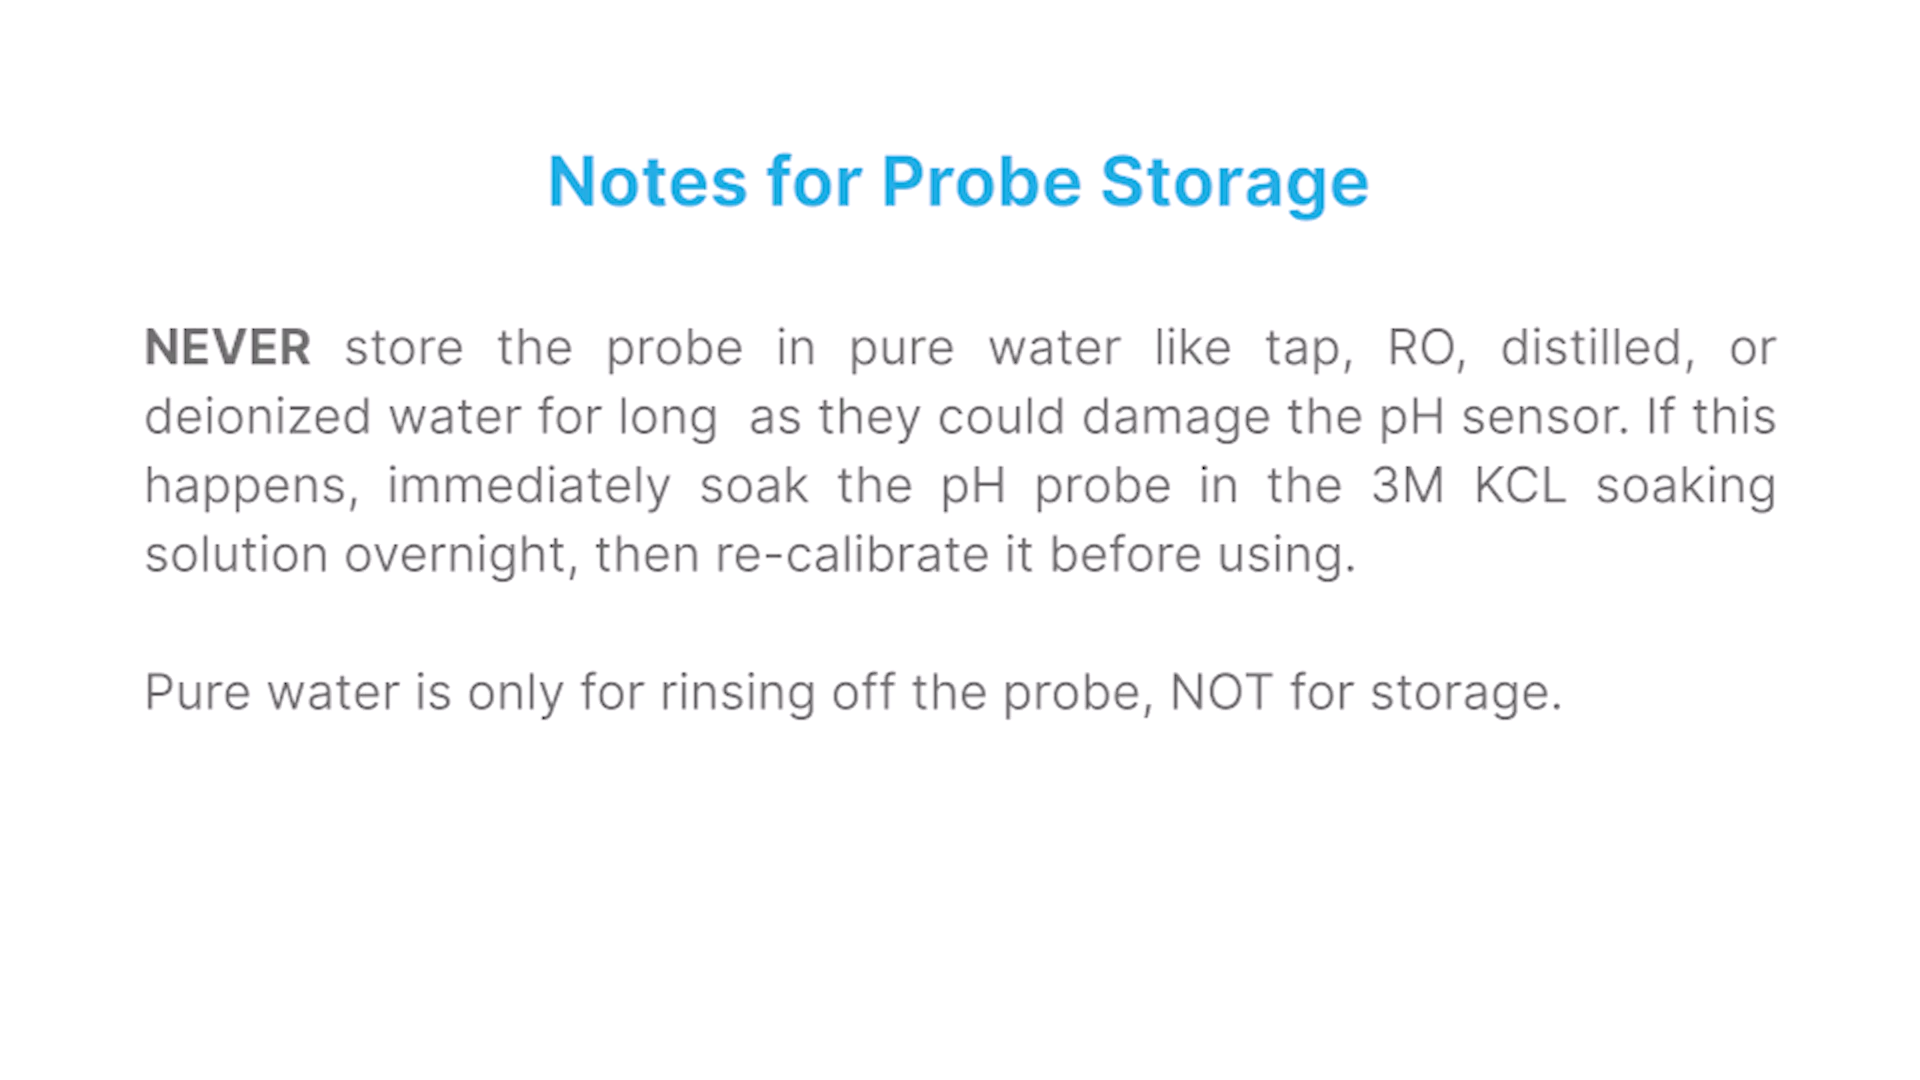 Notes for Probe Storage
NEVER store the probe in pure water like tap, RO, distilled, or
deionized water for long as they could damage the pH sensor. If this
happens, immediately soak the pH probe in the 3M KCL soaking
solution overnight, then re-calibrate it before using.
Pure water is only for rinsing off the probe, NOT for storage.